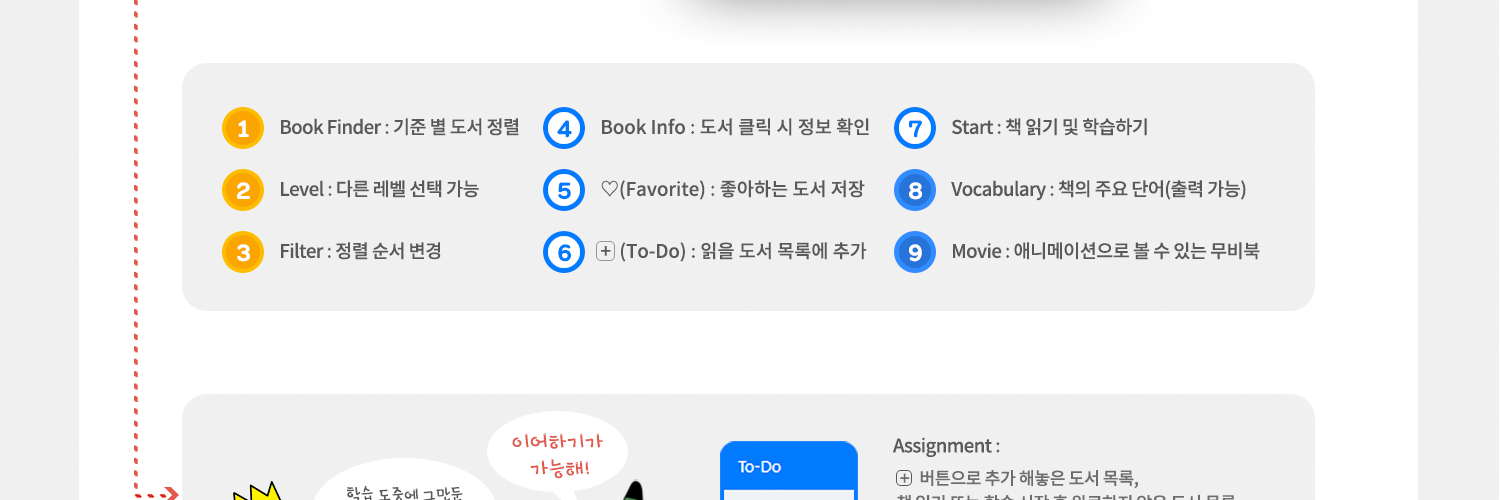 1 Book Finder : 기준 별 도서 정렬
2 Level : 다른 레벨 선택 가능
3 Filter : 정렬 순서 변경
4 Book Info : 도서 클릭 시 정보 확인
5 ♡(Favorite) : 좋아하는 도서 저장
6 + (To-Do) : 읽을 도서 목록에 추가
7 Start : 책 읽기 및 학습하기
8 Vocabulary : 책의 주요 단어(출력 가능)
9 Movie : 애니메이션으로 볼 수 있는 무비북
이어하기가
가능해!
학습 도중에 그만둔
To-Do
Assignment :
+ 버튼으로 추가 해놓은 도서 목록,